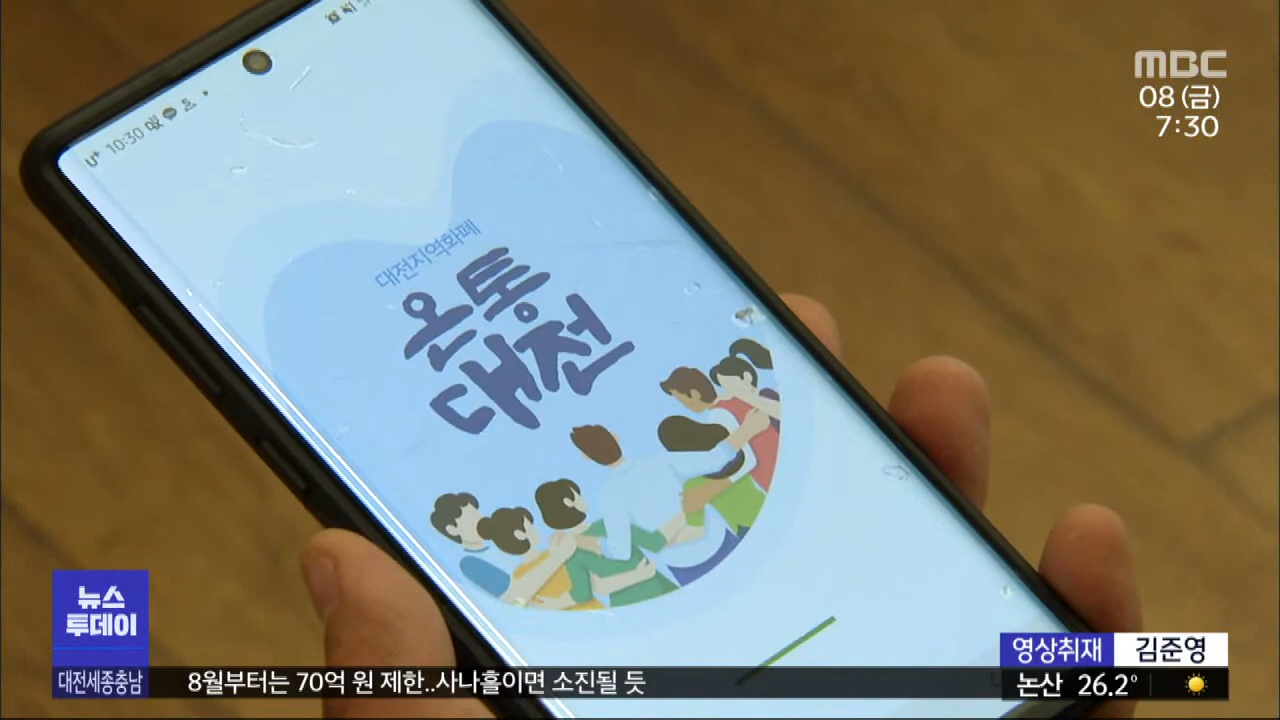 MBC
08 (금)
7:30
U+ 10:30
대전지역화폐
온통
대전
뉴스
투데이
영상취재 김준영
대전세종충남
8월부터는 70억 원 제한..사나흘이면 소진될 듯
논산 26.2°